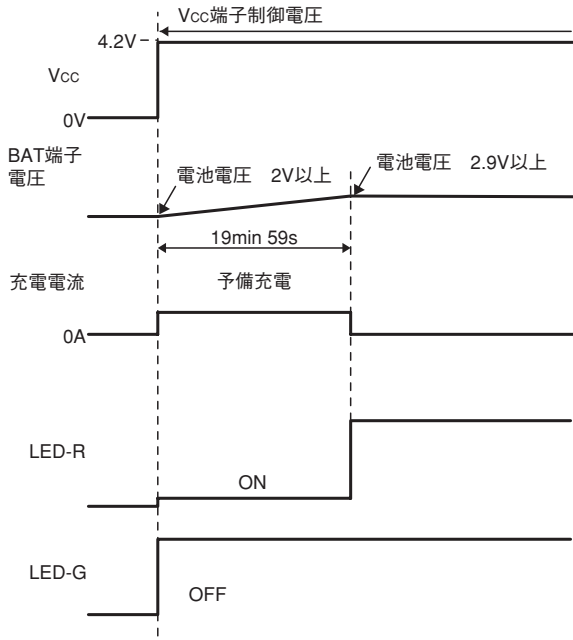 Vcc端子制御電圧
4.2V
Vcc
0V
BAT端子
電圧
電池電圧 2V以上
電池電圧 2.9V以上
19min 59s
充電電流
予備充電
0A
LED-R
ON
LED-G
OFF